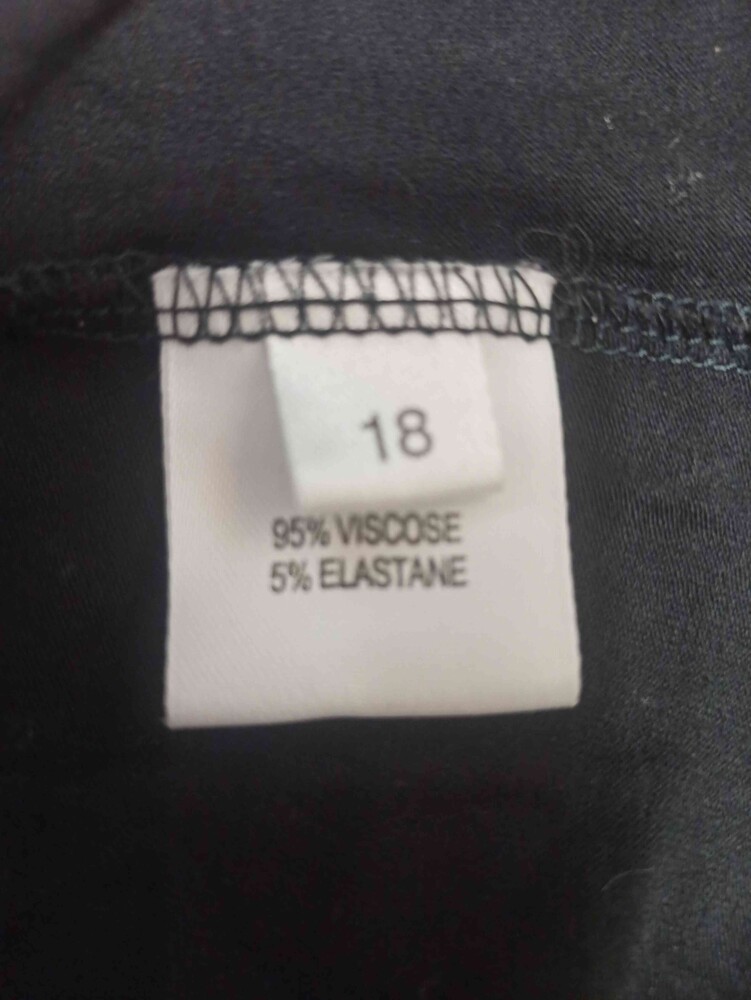 18
95% VISCOSE
5% ELASTANE